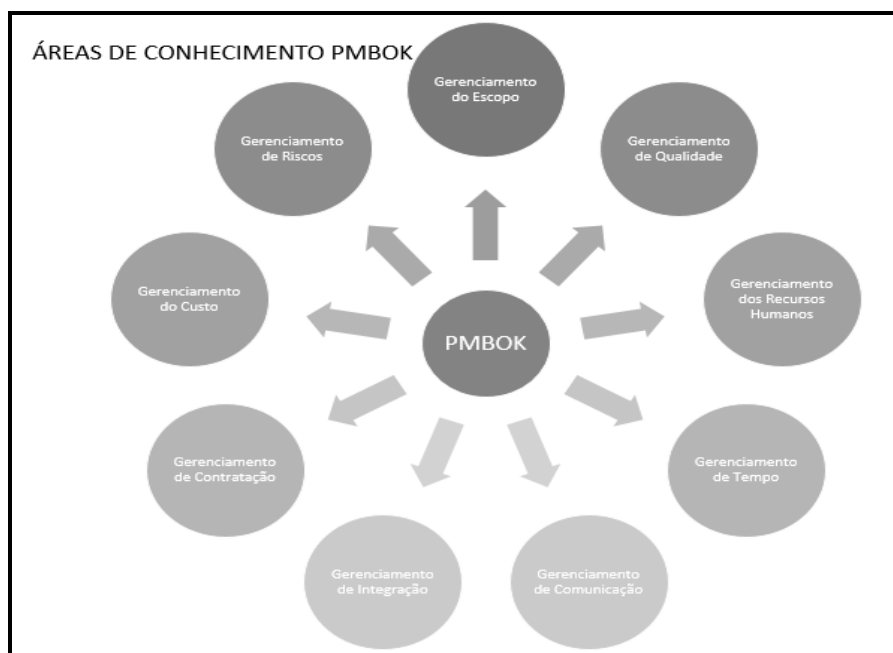 ÁREAS DE CONHECIMENTO PMBOK
Gerenciamento
do Escopo
Gerenciamento
de Qualidade
Gerenciamento
dos Recursos
Humanos
Gerenciamento
de Tempo
Gerenciamento
de Comunicação
Gerenciamento
de Integração
Gerenciamento
de Contratação
Gerenciamento
do Custo
Gerenciamento
de Riscos
PMBOK